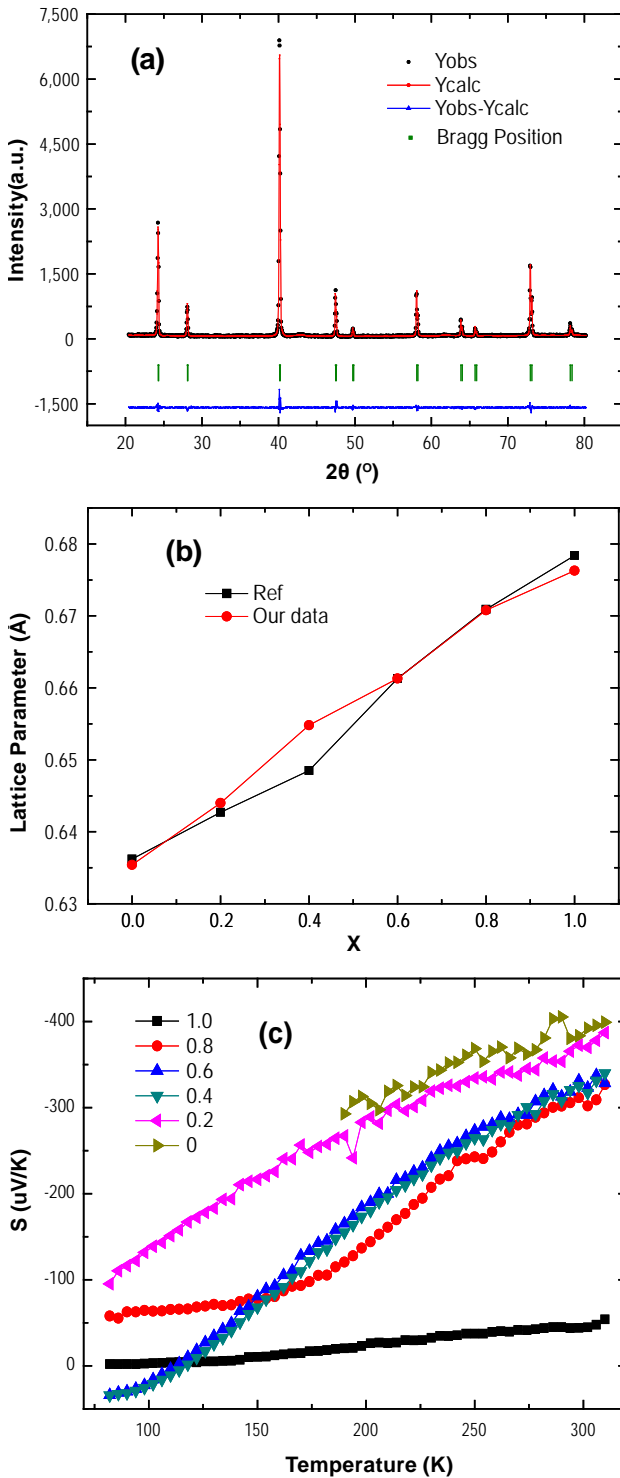 (a)
Yobs
Ycalc
Yobs-Ycalc
Bragg Position
7,500
6,000
4,500
3,000
1,500
0
-1,500
Intensity(a.u.)
20 30 40 50 60 70 80
2θ (°)
(b)
Ref
Our data
0.68
0.67
0.66
0.65
0.64
0.63
Lattice Parameter (Å)
0.0 0.2 0.4 0.6 0.8 1.0
X
(c)
1.0
0.8
0.6
0.4
0.2
0
-400
-300
-200
-100
0
S (uV/K)
100 150 200 250 300
Temperature (K)